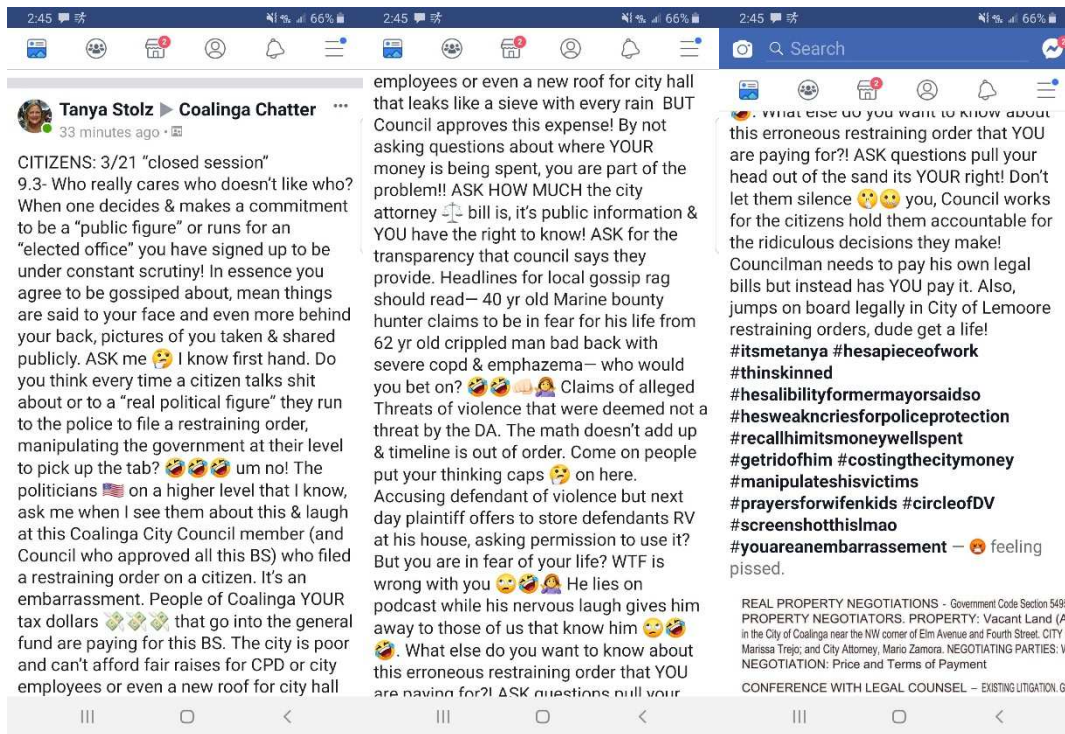 2:45
66%
2
Tanya Stolz ▶ Coalinga Chatter ...
33 minutes ago ·
CITIZENS: 3/21 “closed session”
9.3- Who really cares who doesn’t like who?
When one decides & makes a commitment
to be a “public figure” or runs for an
“elected office” you have signed up to be
under constant scrutiny! In essence you
agree to be gossiped about, mean things
are said to your face and even more behind
your back, pictures of you taken & shared
publicly. ASK me 🤔 I know first hand. Do
you think every time a citizen talks shit
about or to a “real political figure” they run
to the police to file a restraining order,
manipulating the government at their level
to pick up the tab? 🤣🤣🤣 um no! The
politicians 🇺🇸 on a higher level that I know,
ask me when I see them about this & laugh
at this Coalinga City Council member (and
Council who approved all this BS) who filed
a restraining order on a citizen. It’s an
embarrassment. People of Coalinga YOUR
tax dollars 💸💸💸 that go into the general
fund are paying for this BS. The city is poor
and can’t afford fair raises for CPD or city
employees or even a new roof for city hall
2:45
66%
2
employees or even a new roof for city hall
that leaks like a sieve with every rain BUT
Council approves this expense! By not
asking questions about where YOUR
money is being spent, you are part of the
problem!! ASK HOW MUCH the city
attorney ⚖️ bill is, it’s public information &
YOU have the right to know! ASK for the
transparency that council says they
provide. Headlines for local gossip rag
should read— 40 yr old Marine bounty
hunter claims to be in fear for his life from
62 yr old crippled man bad back with
severe copd & emphazema— who would
you bet on? 🤣🤣👊🏻🤷‍♀️ Claims of alleged
Threats of violence that were deemed not a
threat by the DA. The math doesn’t add up
& timeline is out of order. Come on people
put your thinking caps 🤔 on here.
Accusing defendant of violence but next
day plaintiff offers to store defendants RV
at his house, asking permission to use it?
But you are in fear of your life? WTF is
wrong with you 🙄🤣🤷‍♀️ He lies on
podcast while his nervous laugh gives him
away to those of us that know him 🙄🤣
🤣. What else do you want to know about
this erroneous restraining order that YOU
are paying for?! ASK questions pull your
2:45
66%
Search
2
🤣. What else do you want to know about
this erroneous restraining order that YOU
are paying for?! ASK questions pull your
head out of the sand its YOUR right! Don’t
let them silence 🤫🤐 you, Council works
for the citizens hold them accountable for
the ridiculous decisions they make!
Councilman needs to pay his own legal
bills but instead has YOU pay it. Also,
jumps on board legally in City of Lemoore
restraining orders, dude get a life!
#itsmetanya #hesapieceofwork
#thinskinned
#hesalibilityformermayorsaidso
#hesweakncriesforpoliceprotection
#recallhimitsmoneywellspent
#getridofhim #costingthecitymoney
#manipulateshisvictims
#prayersforwifenkids #circleofDV
#screenshotthislmao
#youareanembarrassement — 😡 feeling
pissed.
REAL PROPERTY NEGOTIATIONS - Government Code Section 549
PROPERTY NEGOTIATORS. PROPERTY: Vacant Land (A
in the City of Coalinga near the NW corner of Elm Avenue and Fourth Street. CITY
Marissa Trejo; and City Attorney, Mario Zamora. NEGOTIATING PARTIES: V
NEGOTIATION: Price and Terms of Payment
CONFERENCE WITH LEGAL COUNSEL – EXISTING LITIGATION. G